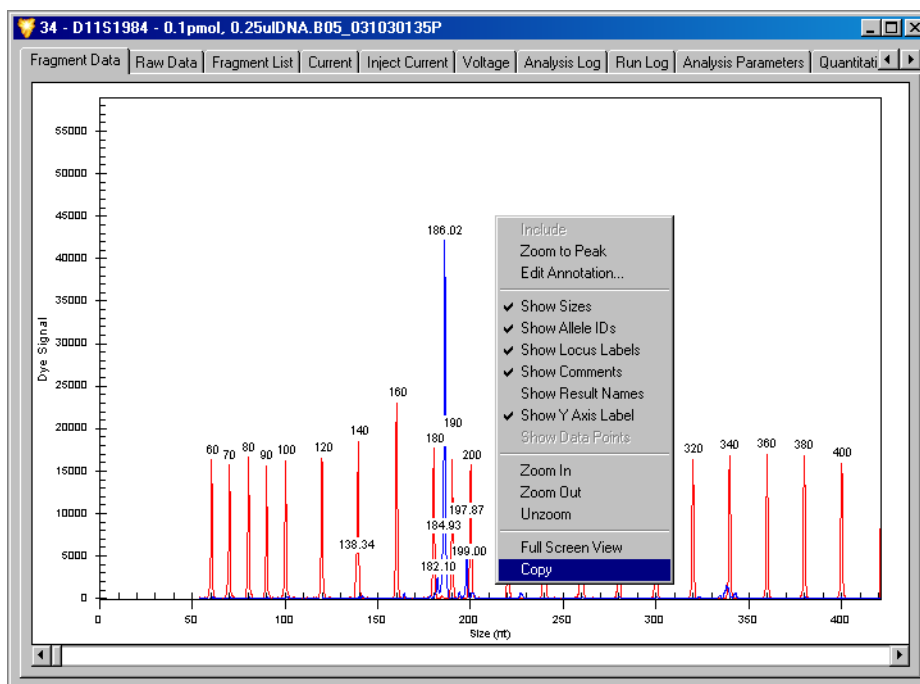 34 - D11S1984 - 0.1pmol, 0.25ulDNA.B05_031030135P
Fragment Data Raw Data Fragment List Current Inject Current Voltage Analysis Log Run Log Analysis Parameters Quantitati
55000
50000
45000
40000
35000
30000
25000
20000
15000
10000
5000
0
Dye Signal
186.02
160
190
140
180
60 70 80 90 100 120 200
197.87
184.93
138.34
199.00
182.10
320 340 360 380 400
Include
Zoom to Peak
Edit Annotation...
Show Sizes
Show Allele IDs
Show Locus Labels
Show Comments
Show Result Names
Show Y Axis Label
Show Data Points
Zoom In
Zoom Out
Unzoom
Full Screen View
Copy
0 50 100 150 200 250 300 350 400
Size (nt)